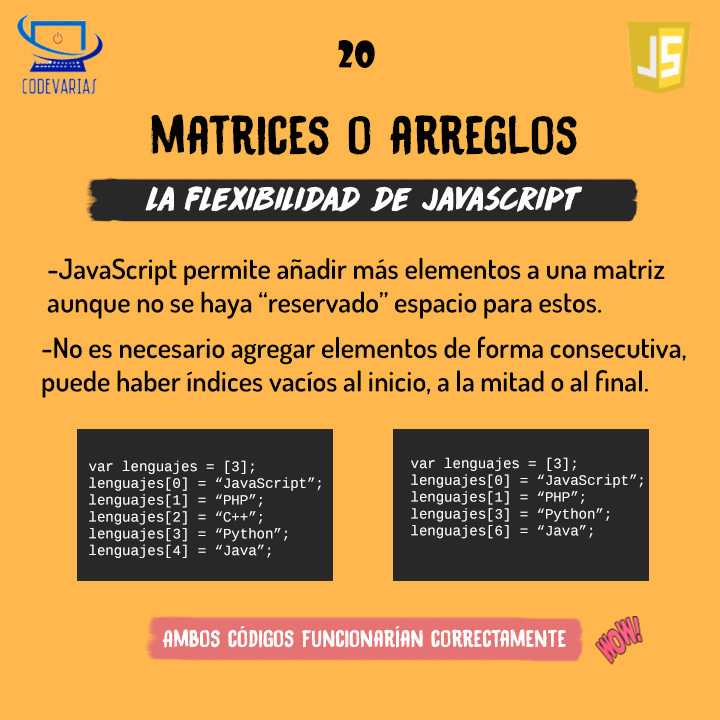 CODEVARIAS
20
JS
MATRICES O ARREGLOS
LA FLEXIBILIDAD DE JAVASCRIPT
-JavaScript permite añadir más elementos a una matriz
aunque no se haya “reservado” espacio para estos.
-No es necesario agregar elementos de forma consecutiva,
puede haber índices vacíos al inicio, a la mitad o al final.
var lenguajes = [3];
lenguajes[0] = “JavaScript”;
lenguajes[1] = “PHP”;
lenguajes[2] = “C++”;
lenguajes[3] = “Python”;
lenguajes[4] = “Java”;
var lenguajes = [3];
lenguajes[0] = “JavaScript”;
lenguajes[1] = “PHP”;
lenguajes[3] = “Python”;
lenguajes[6] = “Java”;
AMBOS CÓDIGOS FUNCIONARÍAN CORRECTAMENTE
WOW!